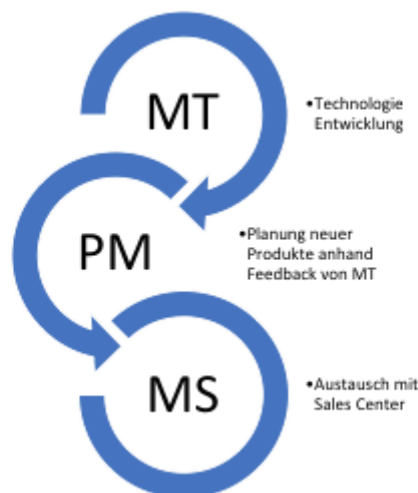 MT
•Technologie
Entwicklung
PM
•Planung neuer
Produkte anhand
Feedback von MT
MS
•Austausch mit
Sales Center